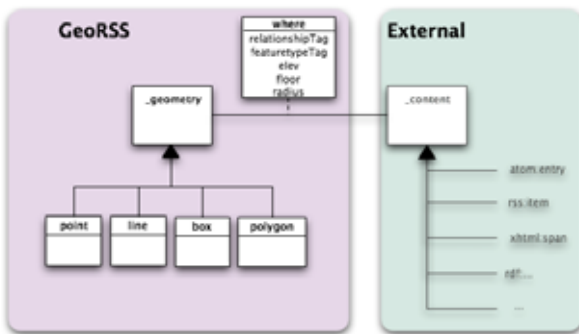 GeoRSS
where
relationshipTag
featuretypeTag
elev
floor
radius
_geometry
point
line
box
polygon
External
_content
atom:entry
rss:item
xhtml:span
rdf:...
...